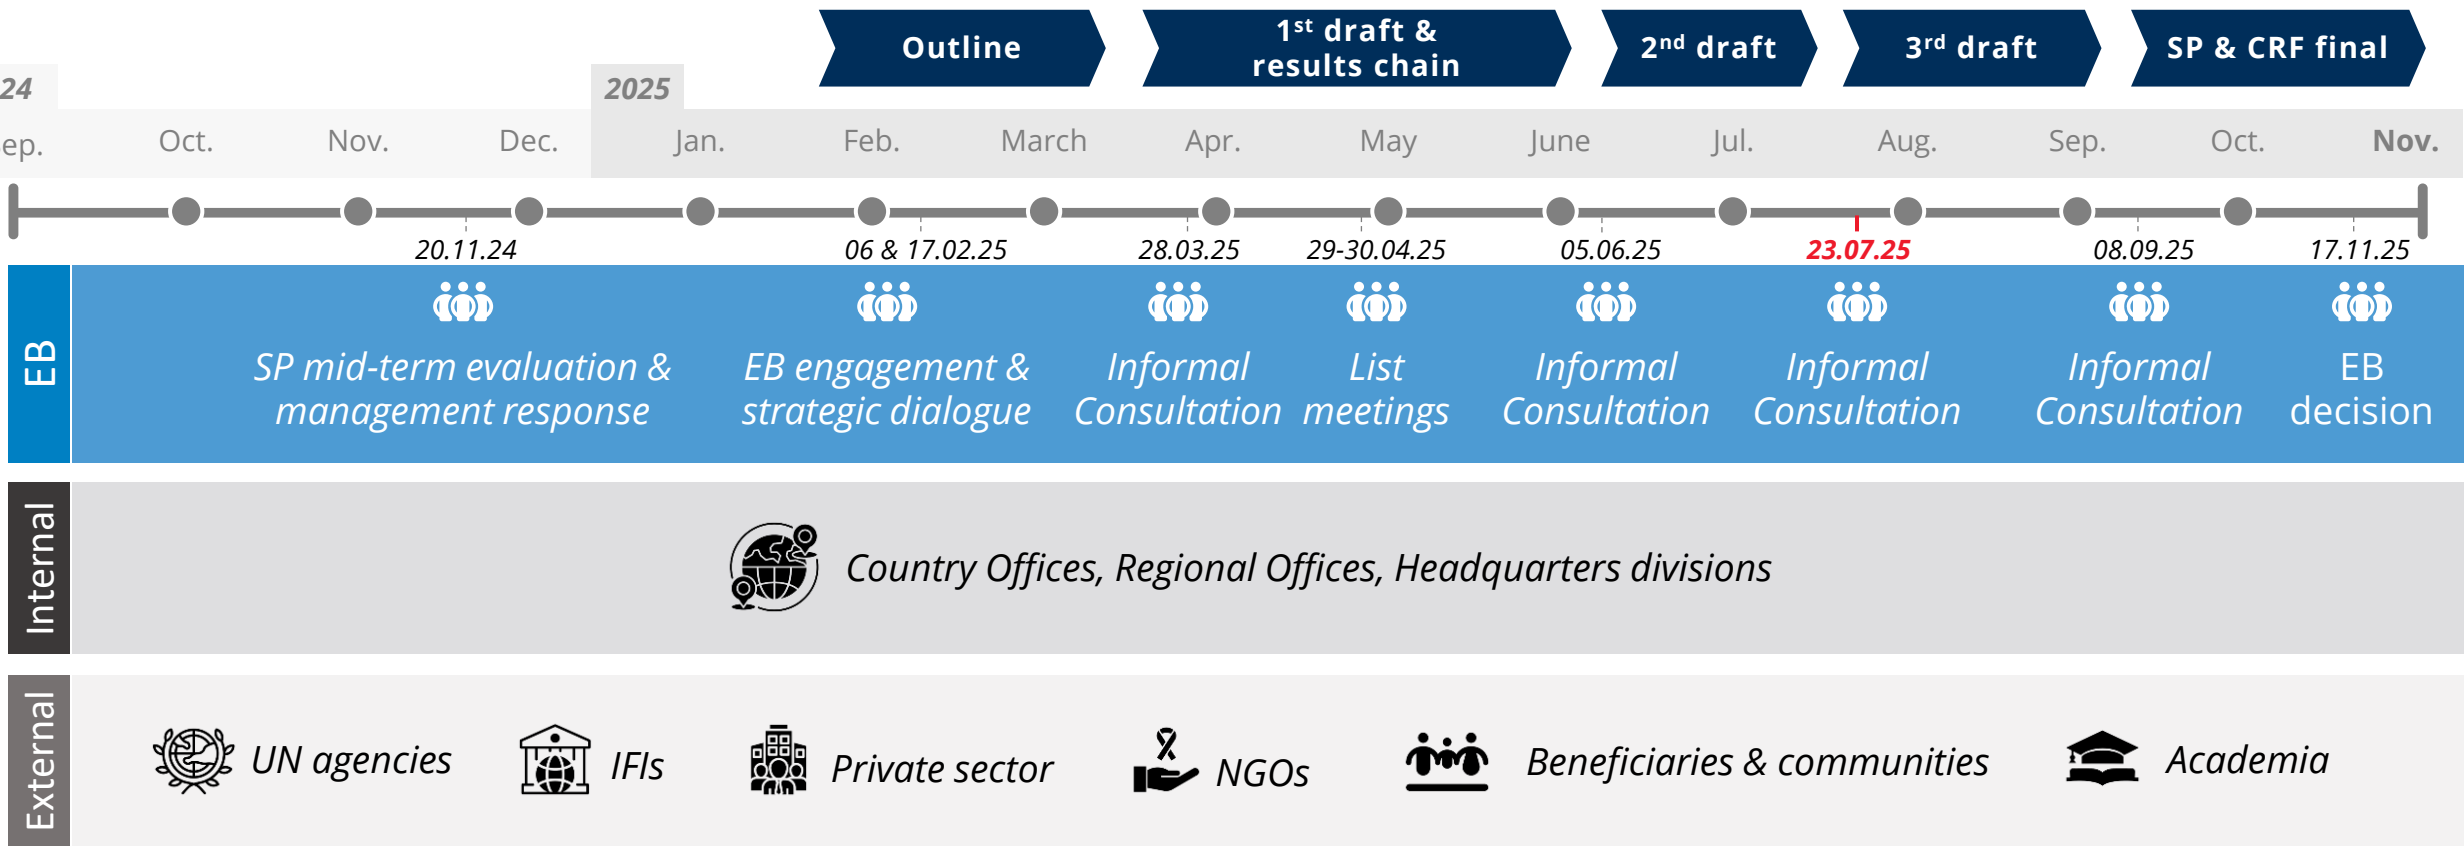 Outline
1st draft &
results chain
2nd draft
3rd draft
SP & CRF final
24
2025
ep.
Oct.
Nov.
Dec.
Jan.
Feb.
March
Apr.
May
June
Jul.
Aug.
Sep.
Oct.
Nov.
20.11.24
06 & 17.02.25
28.03.25
29-30.04.25
05.06.25
23.07.25
08.09.25
17.11.25
EB
SP mid-term evaluation &
management response
EB engagement &
strategic dialogue
Informal
Consultation
List
meetings
Informal
Consultation
Informal
Consultation
Informal
Consultation
EB
decision
Internal
Country Offices, Regional Offices, Headquarters divisions
External
UN agencies
IFIs
Private sector
NGOs
Beneficiaries & communities
Academia